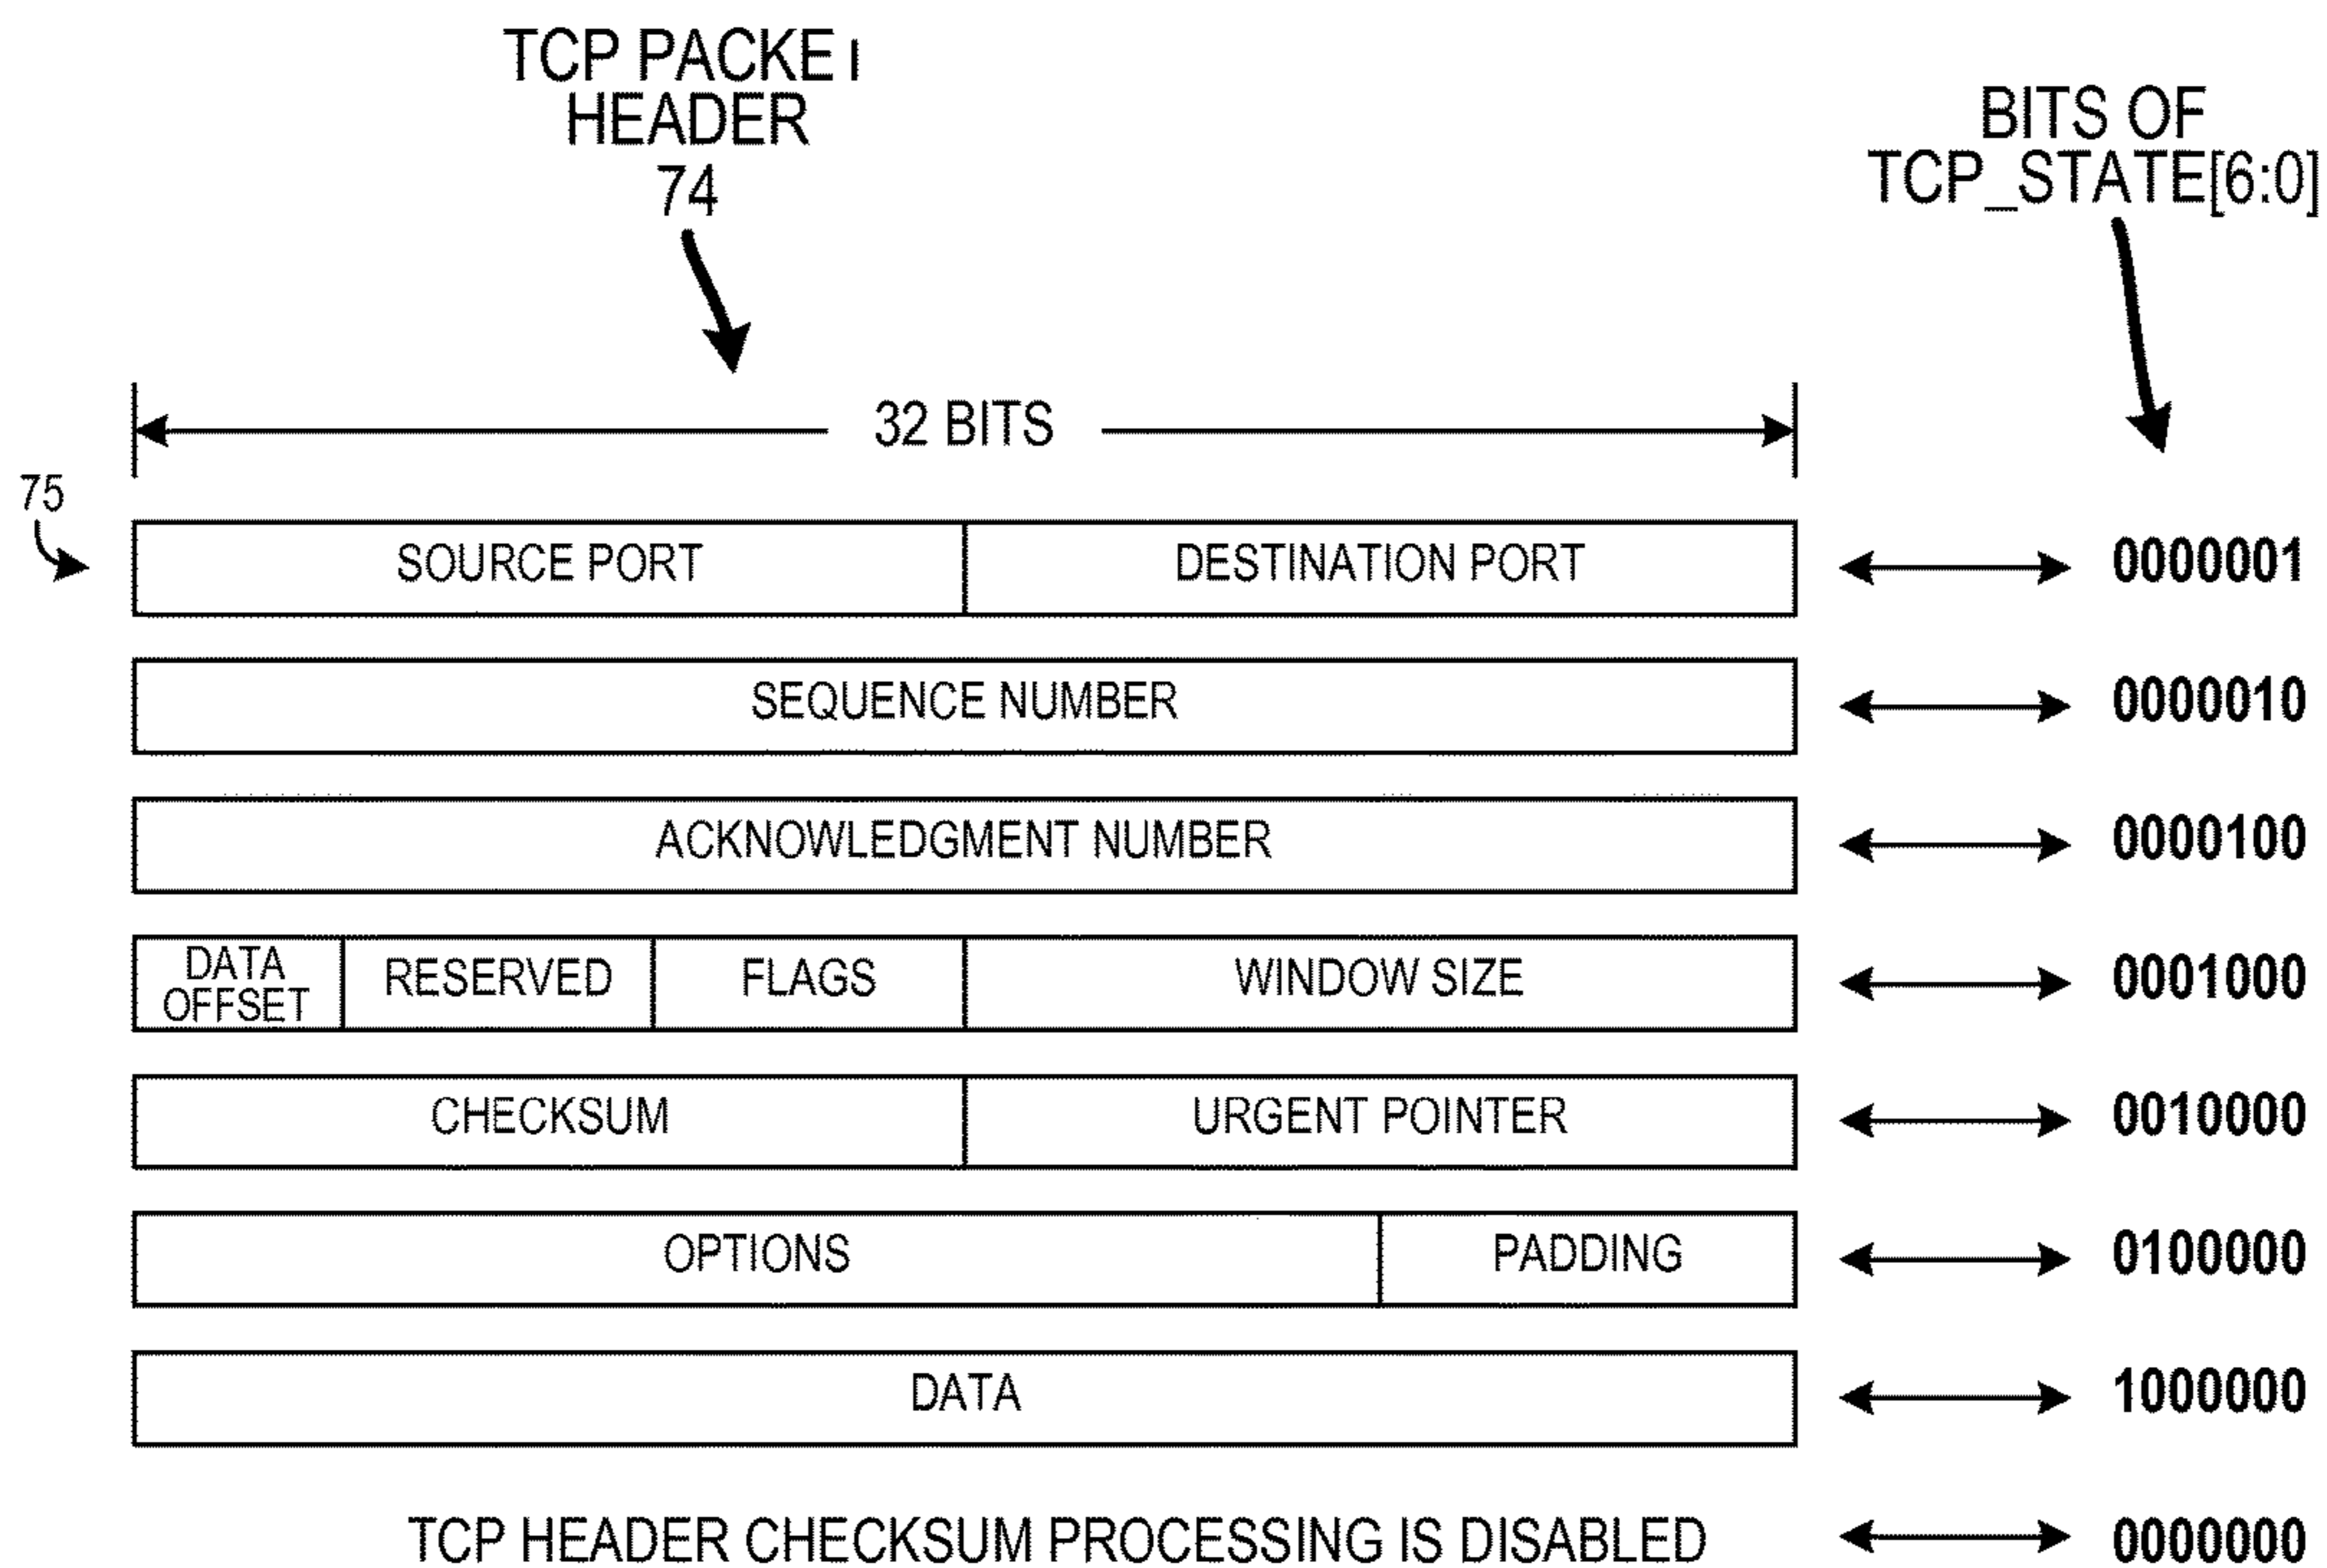 TCP PACKET
HEADER
74
BITS OF
TCP_STATE[6:0]
32 BITS
75
SOURCE PORT DESTINATION PORT 0000001
SEQUENCE NUMBER 0000010
ACKNOWLEDGMENT NUMBER 0000100
DATA OFFSET RESERVED FLAGS WINDOW SIZE 0001000
CHECKSUM URGENT POINTER 0010000
OPTIONS PADDING 0100000
DATA 1000000
TCP HEADER CHECKSUM PROCESSING IS DISABLED 0000000